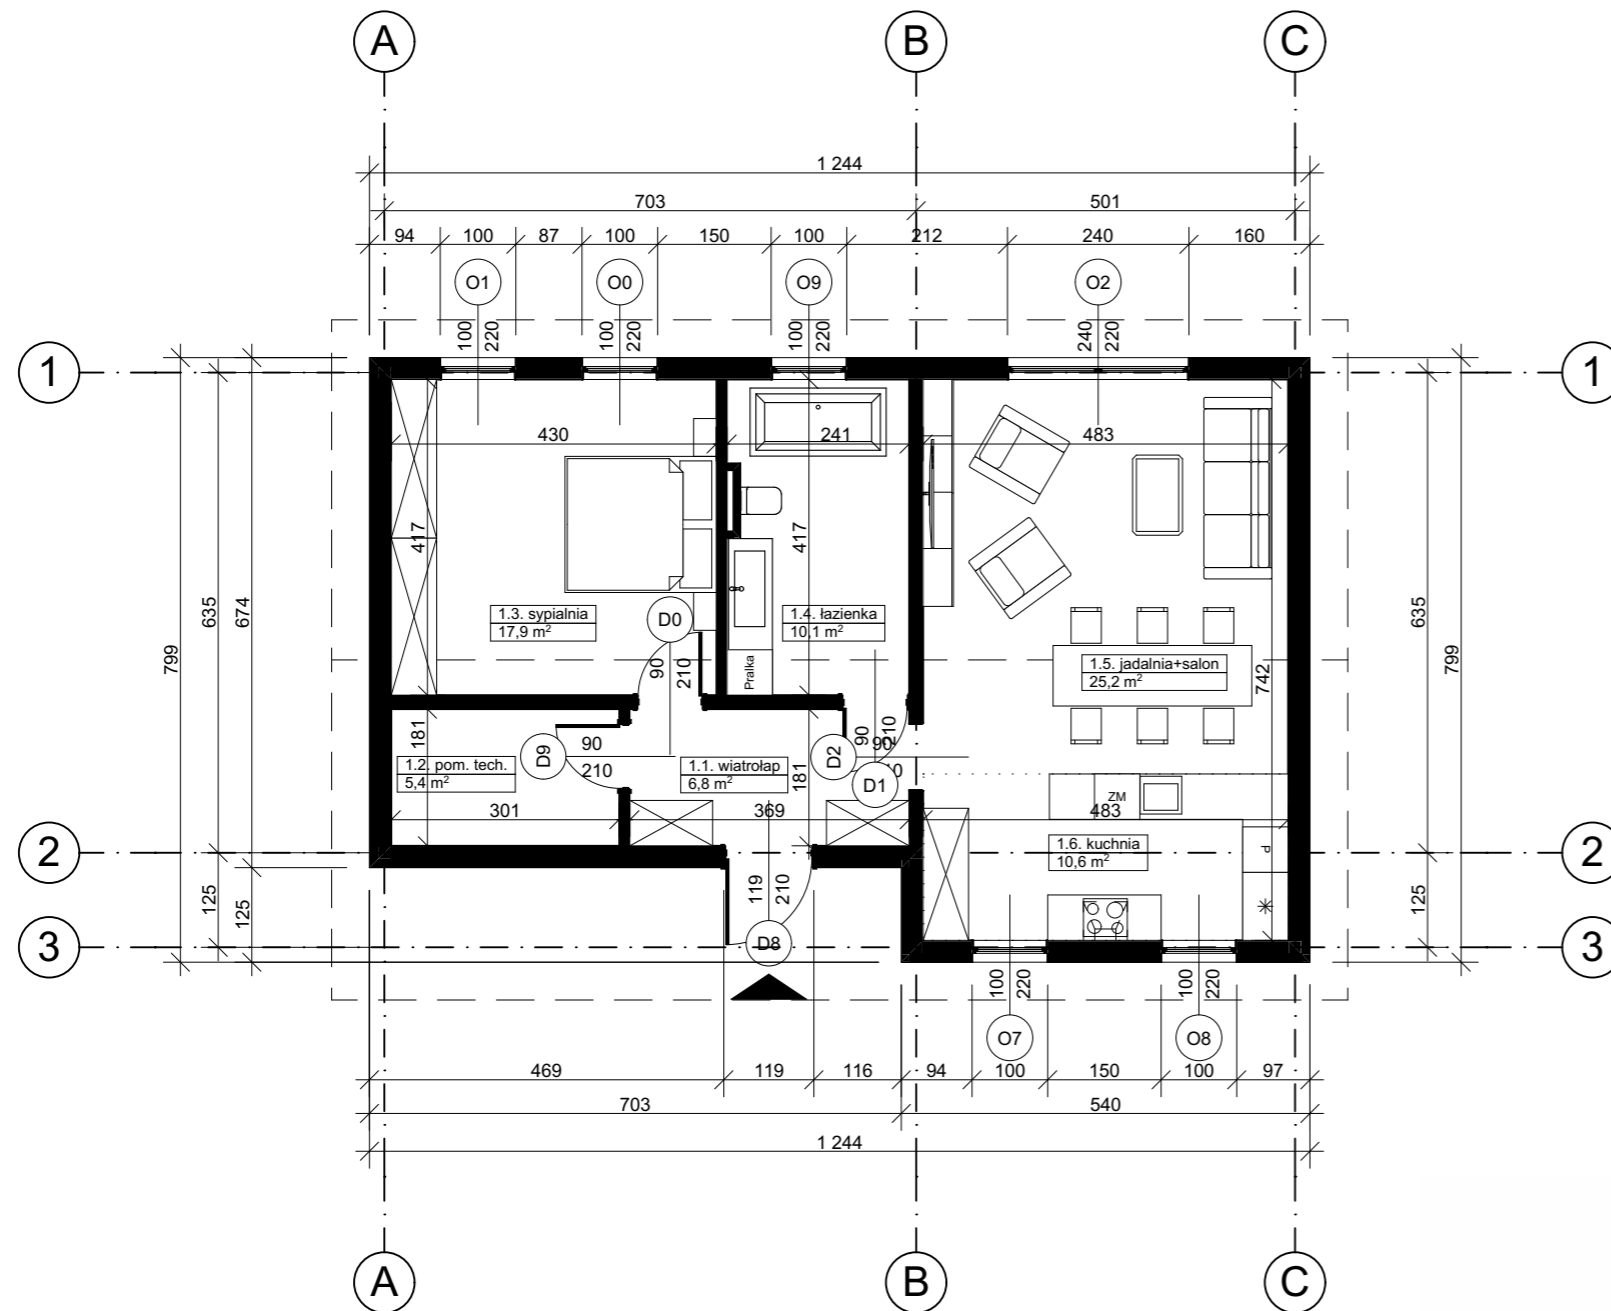 A
B
C
1 244
703
501
94
100
87
100
150
100
212
240
160
O1
O0
O9
O2
100
220
100
220
100
220
240
220
1
1
430
241
483
417
417
635
674
799
635
799
742
1.3. sypialnia
17,9 m²
D0
1.4. łazienka
10,1 m²
Pralka
90
210
1.5. jadalnia+salon
25,2 m²
181
1.2. pom. tech.
5,4 m²
D9
90
210
1.1. wiatrołap
6,8 m²
181
D2
90
210
90
210
D1
ZM
301
369
483
1.6. kuchnia
10,6 m²
P
2
2
119
210
125
125
125
D8
3
3
100
220
100
220
O7
O8
469
119
116
94
100
150
100
97
703
540
1 244
A
B
C